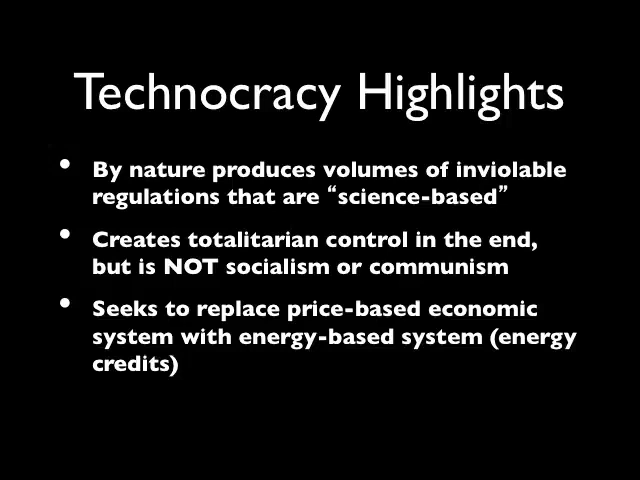 Technocracy Highlights
• By nature produces volumes of inviolable
regulations that are “science-based”
• Creates totalitarian control in the end,
but is NOT socialism or communism
• Seeks to replace price-based economic
system with energy-based system (energy
credits)